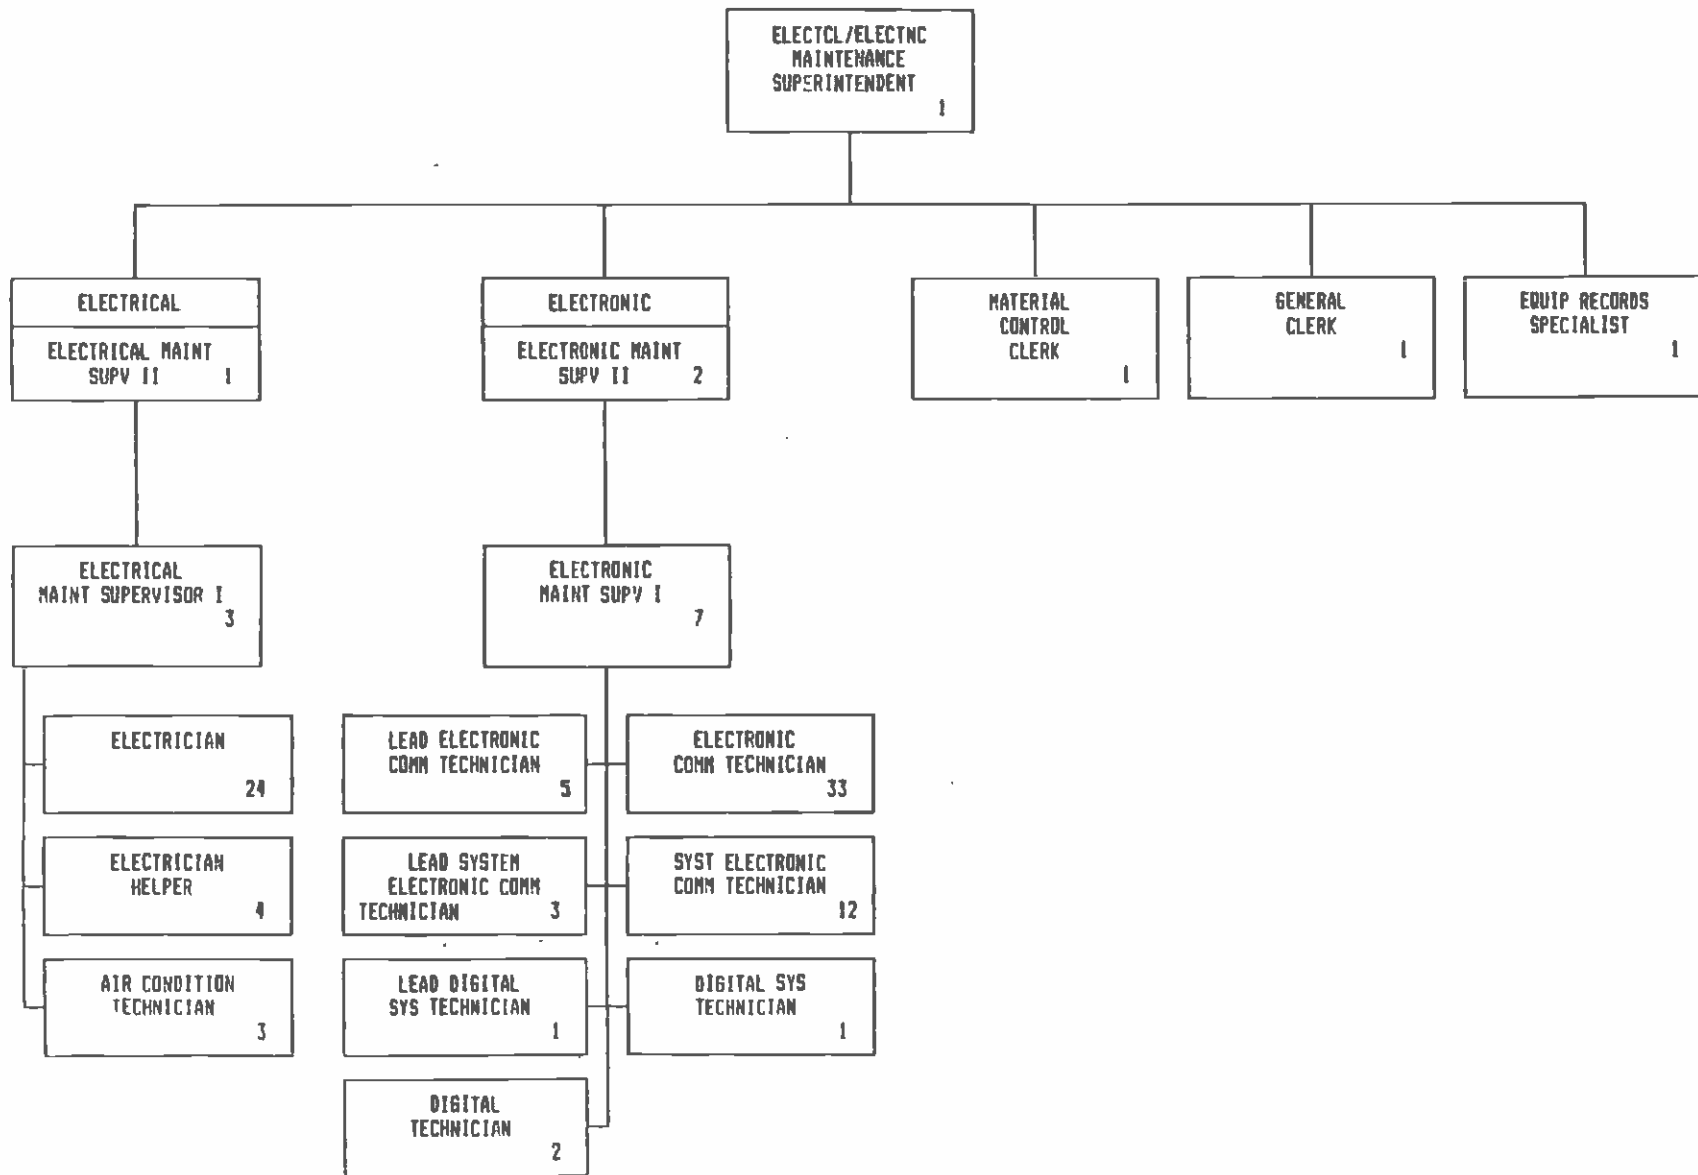 ELECTCL/ELECTNC
MAINTENANCE
SUPERINTENDENT
1
ELECTRICAL
ELECTRICAL MAINT
SUPV II 1
ELECTRONIC
ELECTRONIC MAINT
SUPV II 2
MATERIAL
CONTROL
CLERK
1
GENERAL
CLERK
1
EQUIP RECORDS
SPECIALIST
1
ELECTRICAL
MAINT SUPERVISOR I
3
ELECTRONIC
MAINT SUPV I
7
ELECTRICIAN
24
LEAD ELECTRONIC
COMM TECHNICIAN
5
ELECTRONIC
COMM TECHNICIAN
33
ELECTRICIAN
HELPER
4
LEAD SYSTEM
ELECTRONIC COMM
TECHNICIAN 3
SYST ELECTRONIC
COMM TECHNICIAN
12
AIR CONDITION
TECHNICIAN
3
LEAD DIGITAL
SYS TECHNICIAN
1
DIGITAL SYS
TECHNICIAN
1
DIGITAL
TECHNICIAN
2